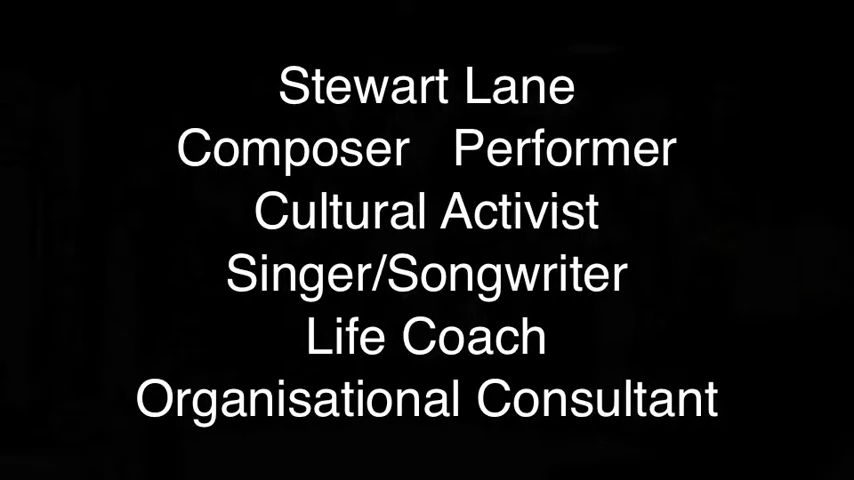 Stewart Lane
Composer   Performer
Cultural Activist
Singer/Songwriter
Life Coach
Organisational Consultant